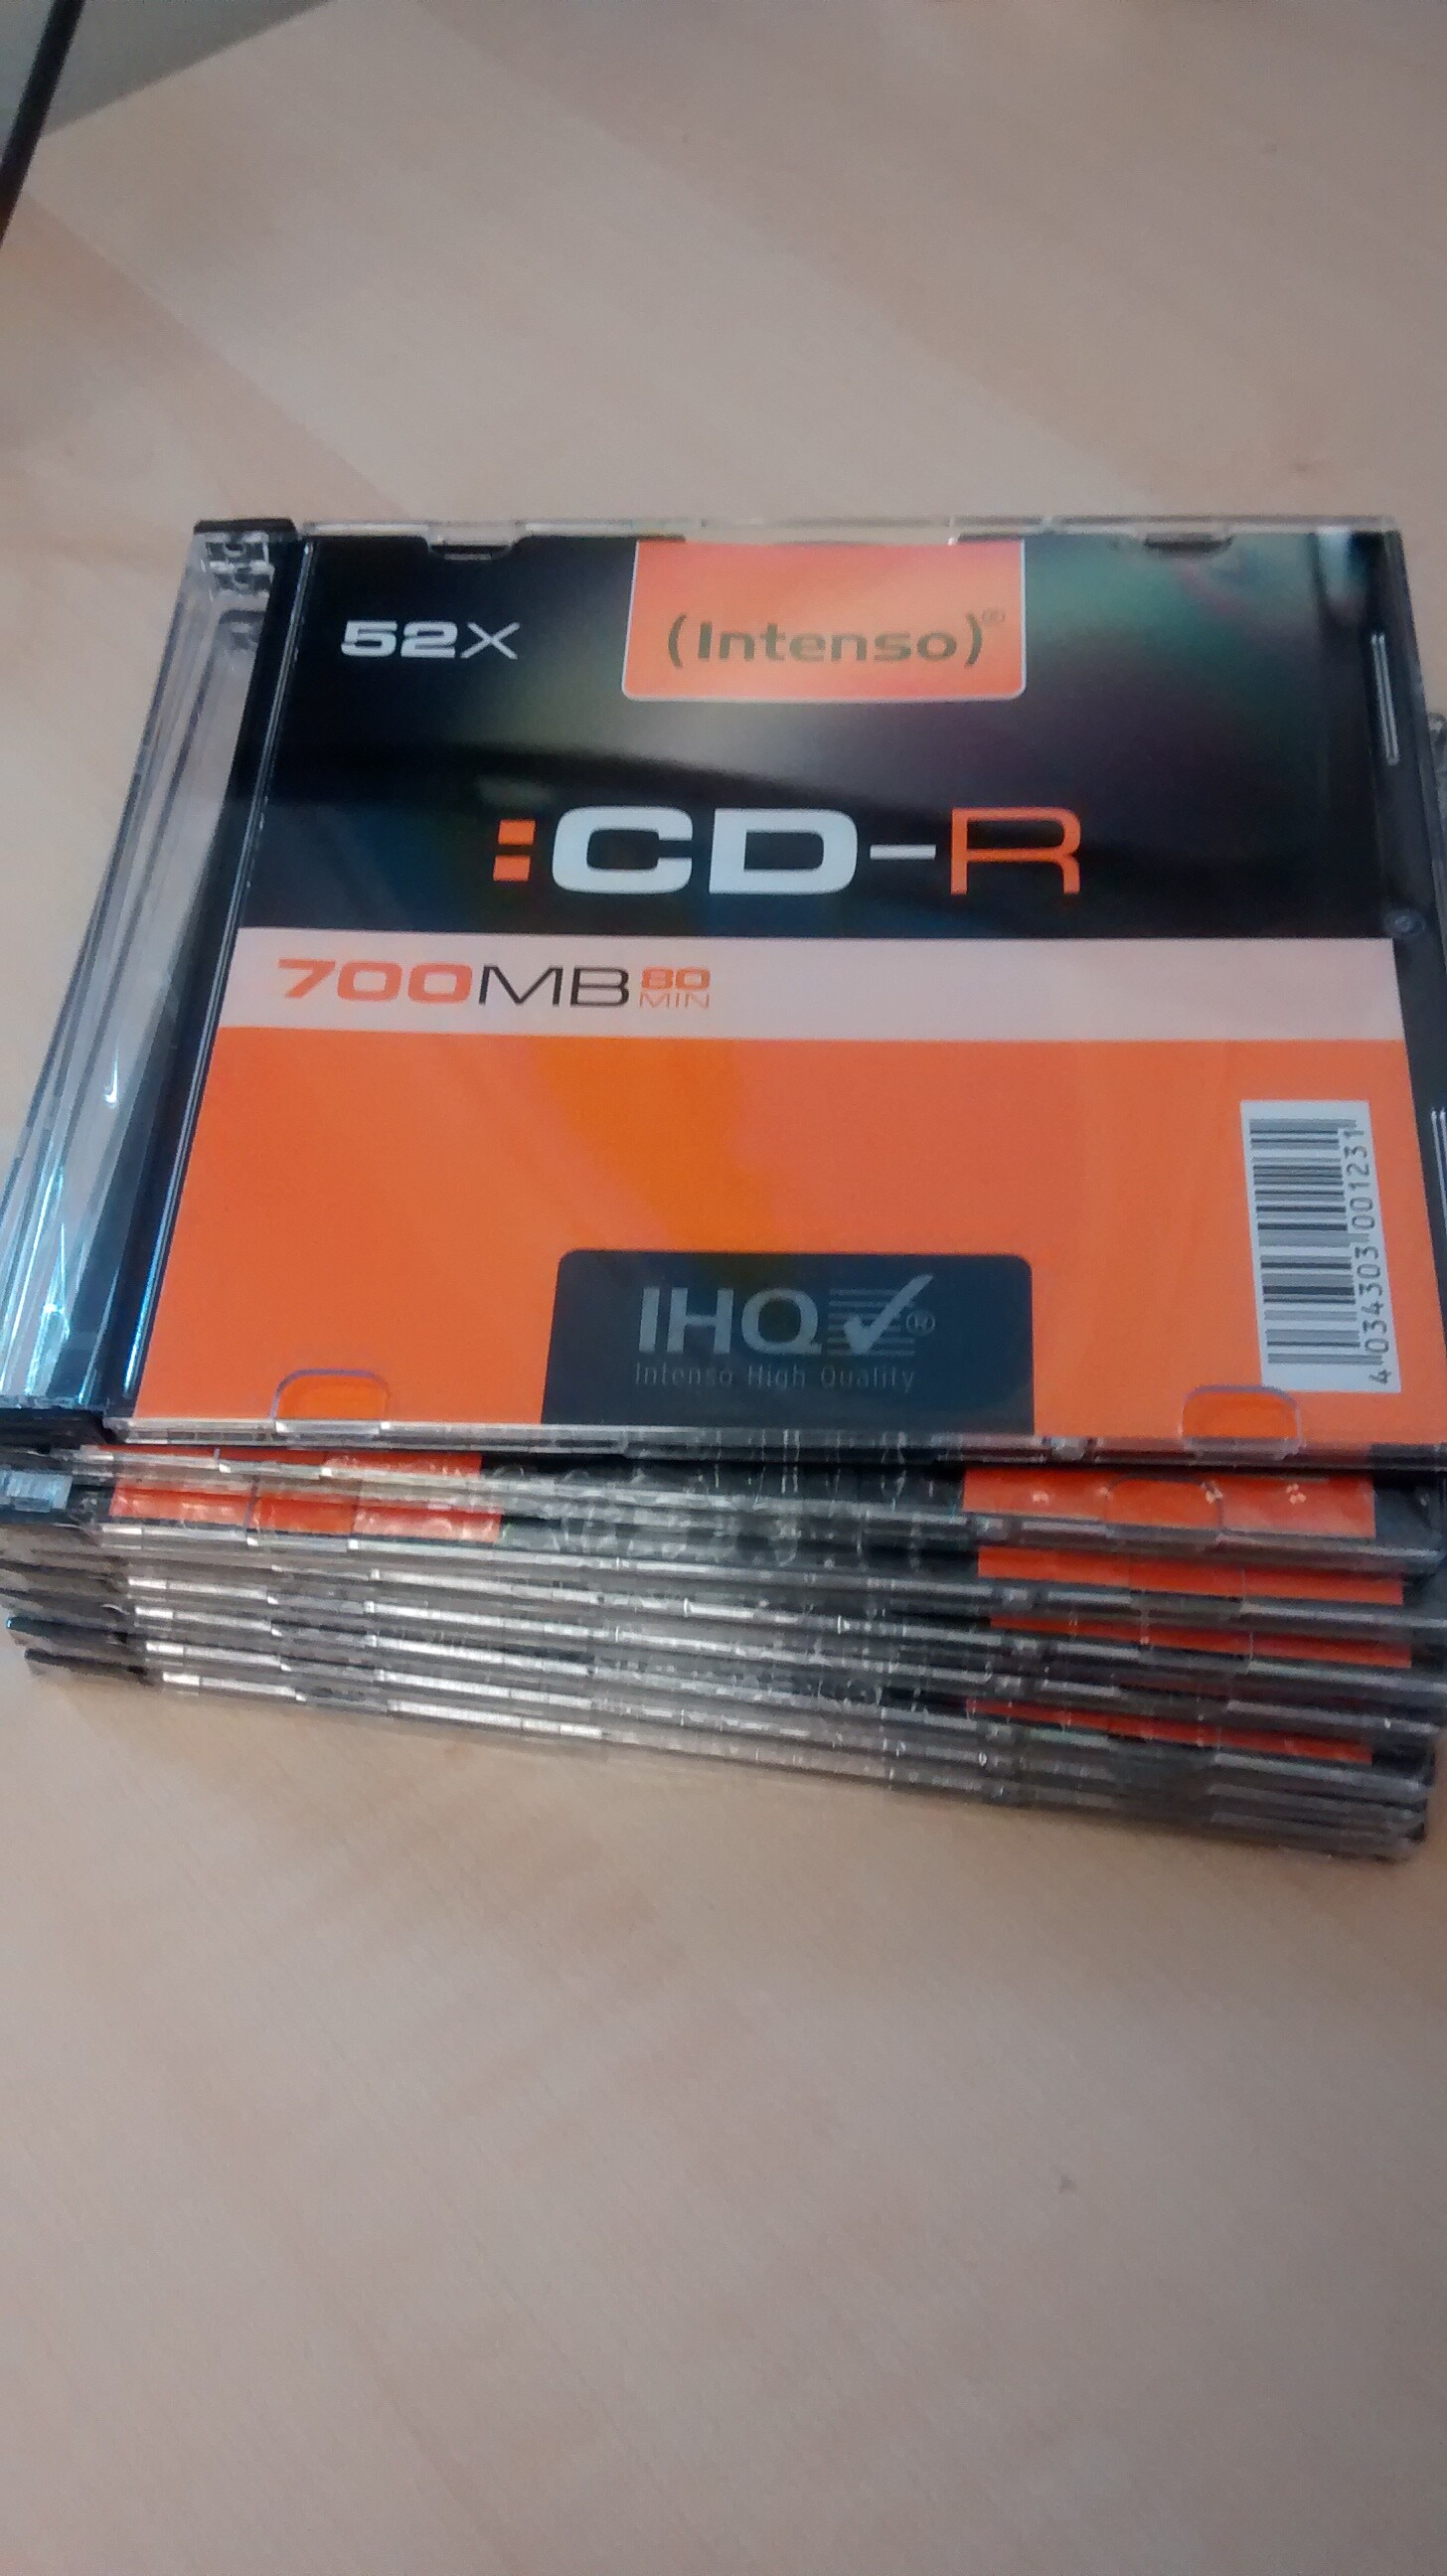 52X
(Intenso)®
:CD-R
700MB 80 MIN
IHQ®
Intenso High Quality
4 034303 001231